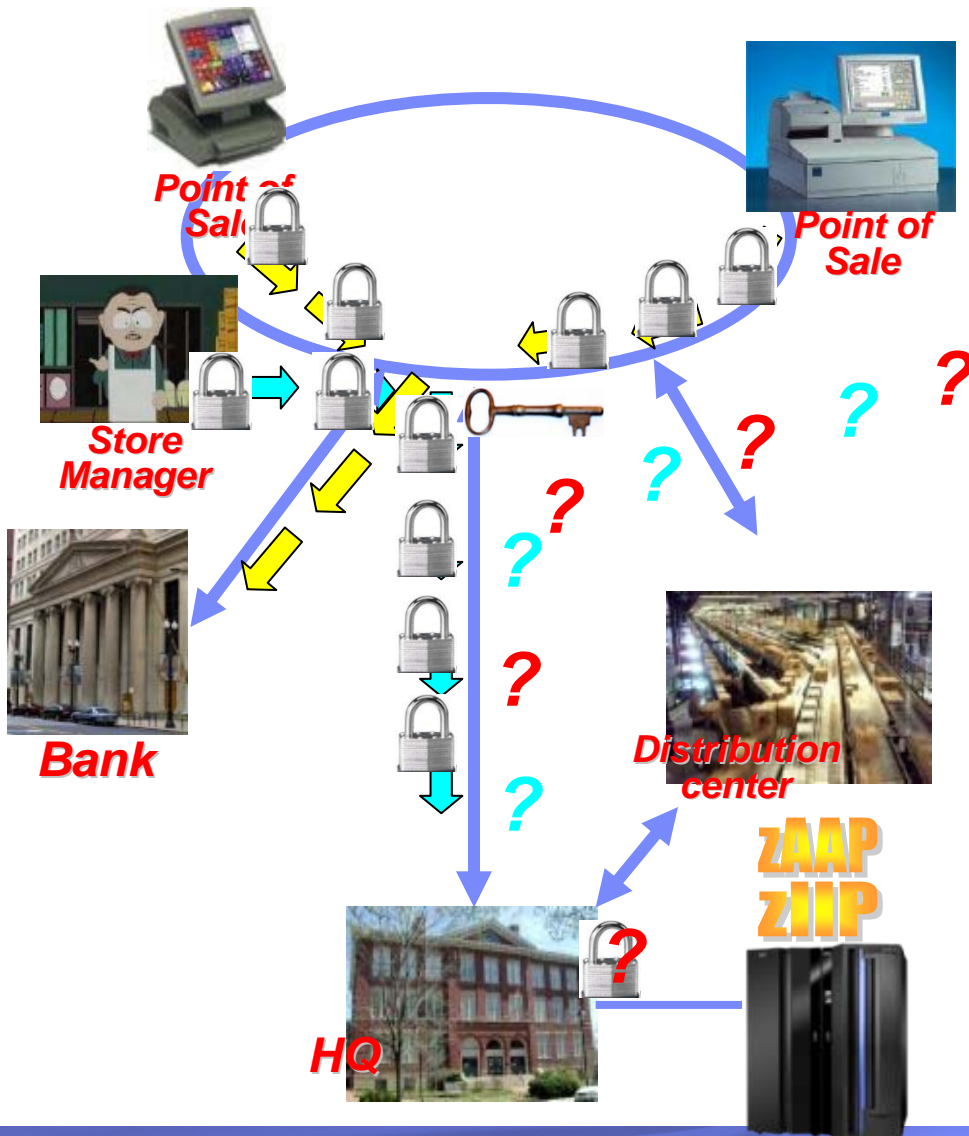 Point of
Sale
Point of
Sale
?
?
?
Store
Manager
?
?
?
?
Bank
Distribution
center
?
zAAP
zIIP
?
HQ